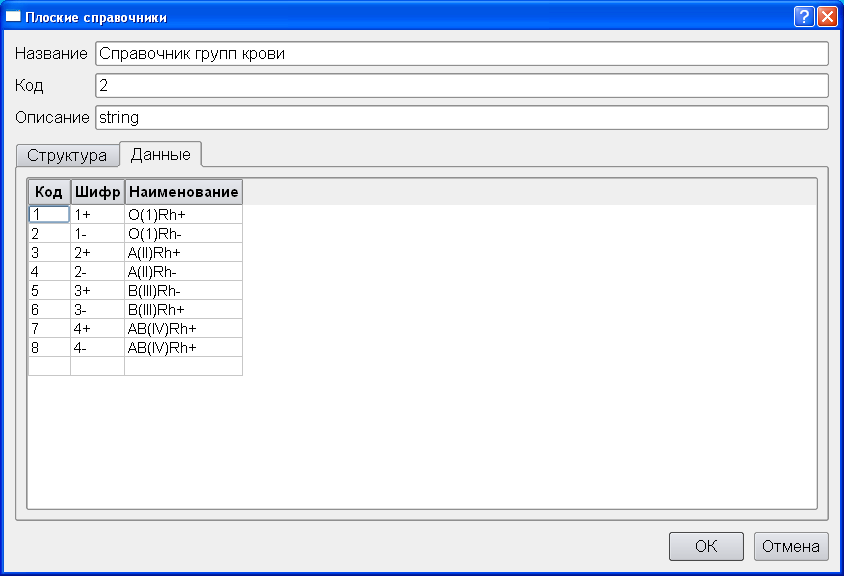 Плоские справочники
Название Справочник групп крови
Код 2
Описание string
Структура Данные
Код Шифр Наименование
1 1+ O(1)Rh+
2 1- O(1)Rh-
3 2+ A(II)Rh+
4 2- A(II)Rh-
5 3+ B(III)Rh-
6 3- B(III)Rh+
7 4+ AB(IV)Rh+
8 4- AB(IV)Rh+
OK Отмена